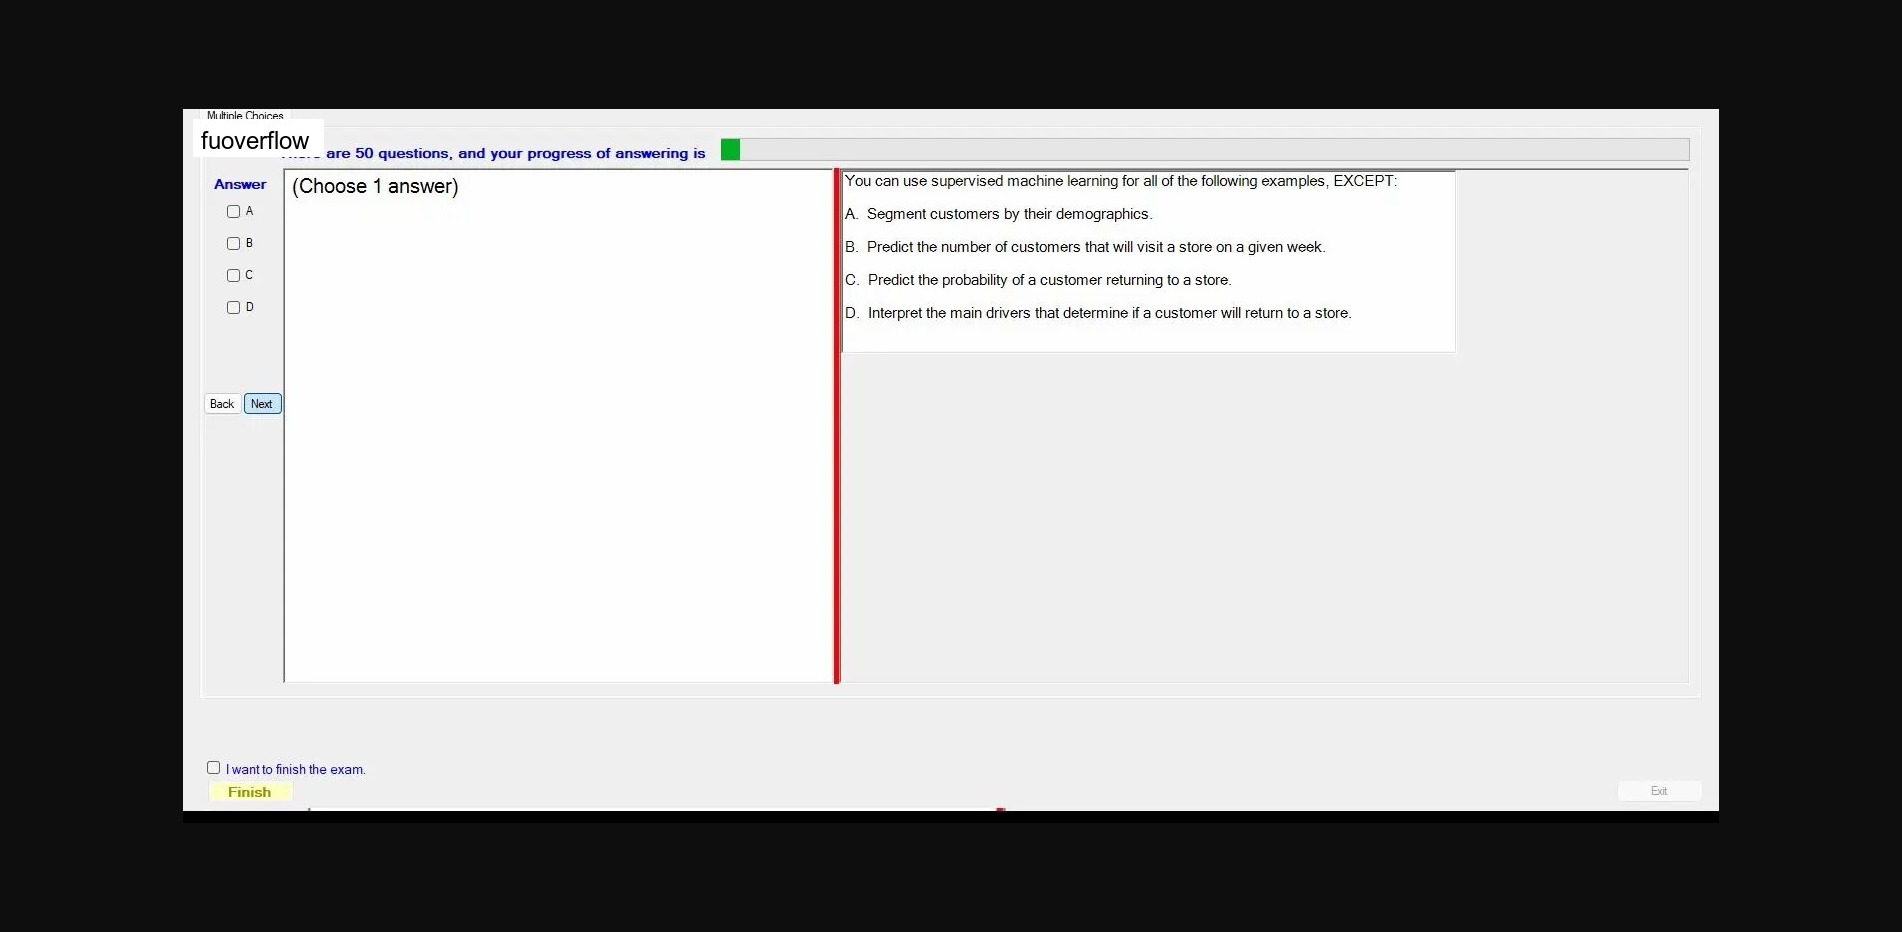 Multiple Choices
fuoverflow
are 50 questions, and your progress of answering is
Answer
(Choose 1 answer)
A
B
C
D
Back
Next
You can use supervised machine learning for all of the following examples, EXCEPT:
A. Segment customers by their demographics.
B. Predict the number of customers that will visit a store on a given week.
C. Predict the probability of a customer returning to a store.
D. Interpret the main drivers that determine if a customer will return to a store.
I want to finish the exam.
Finish
Exit